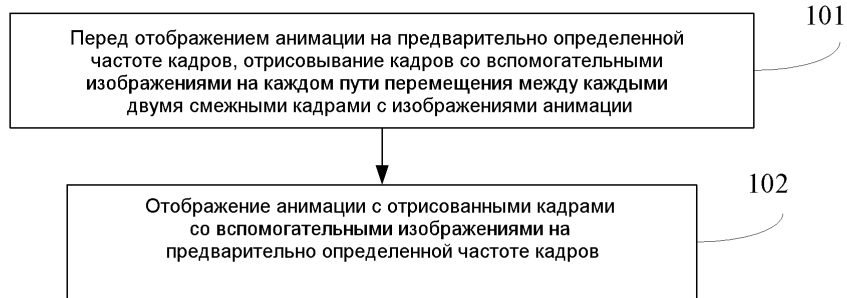 101
Перед отображением анимации на предварительно определенной
частоте кадров, отрисовывание кадров со вспомогательными
изображениями на каждом пути перемещения между каждыми
двумя смежными кадрами с изображениями анимации
102
Отображение анимации с отрисованными кадрами
со вспомогательными изображениями на
предварительно определенной частоте кадров